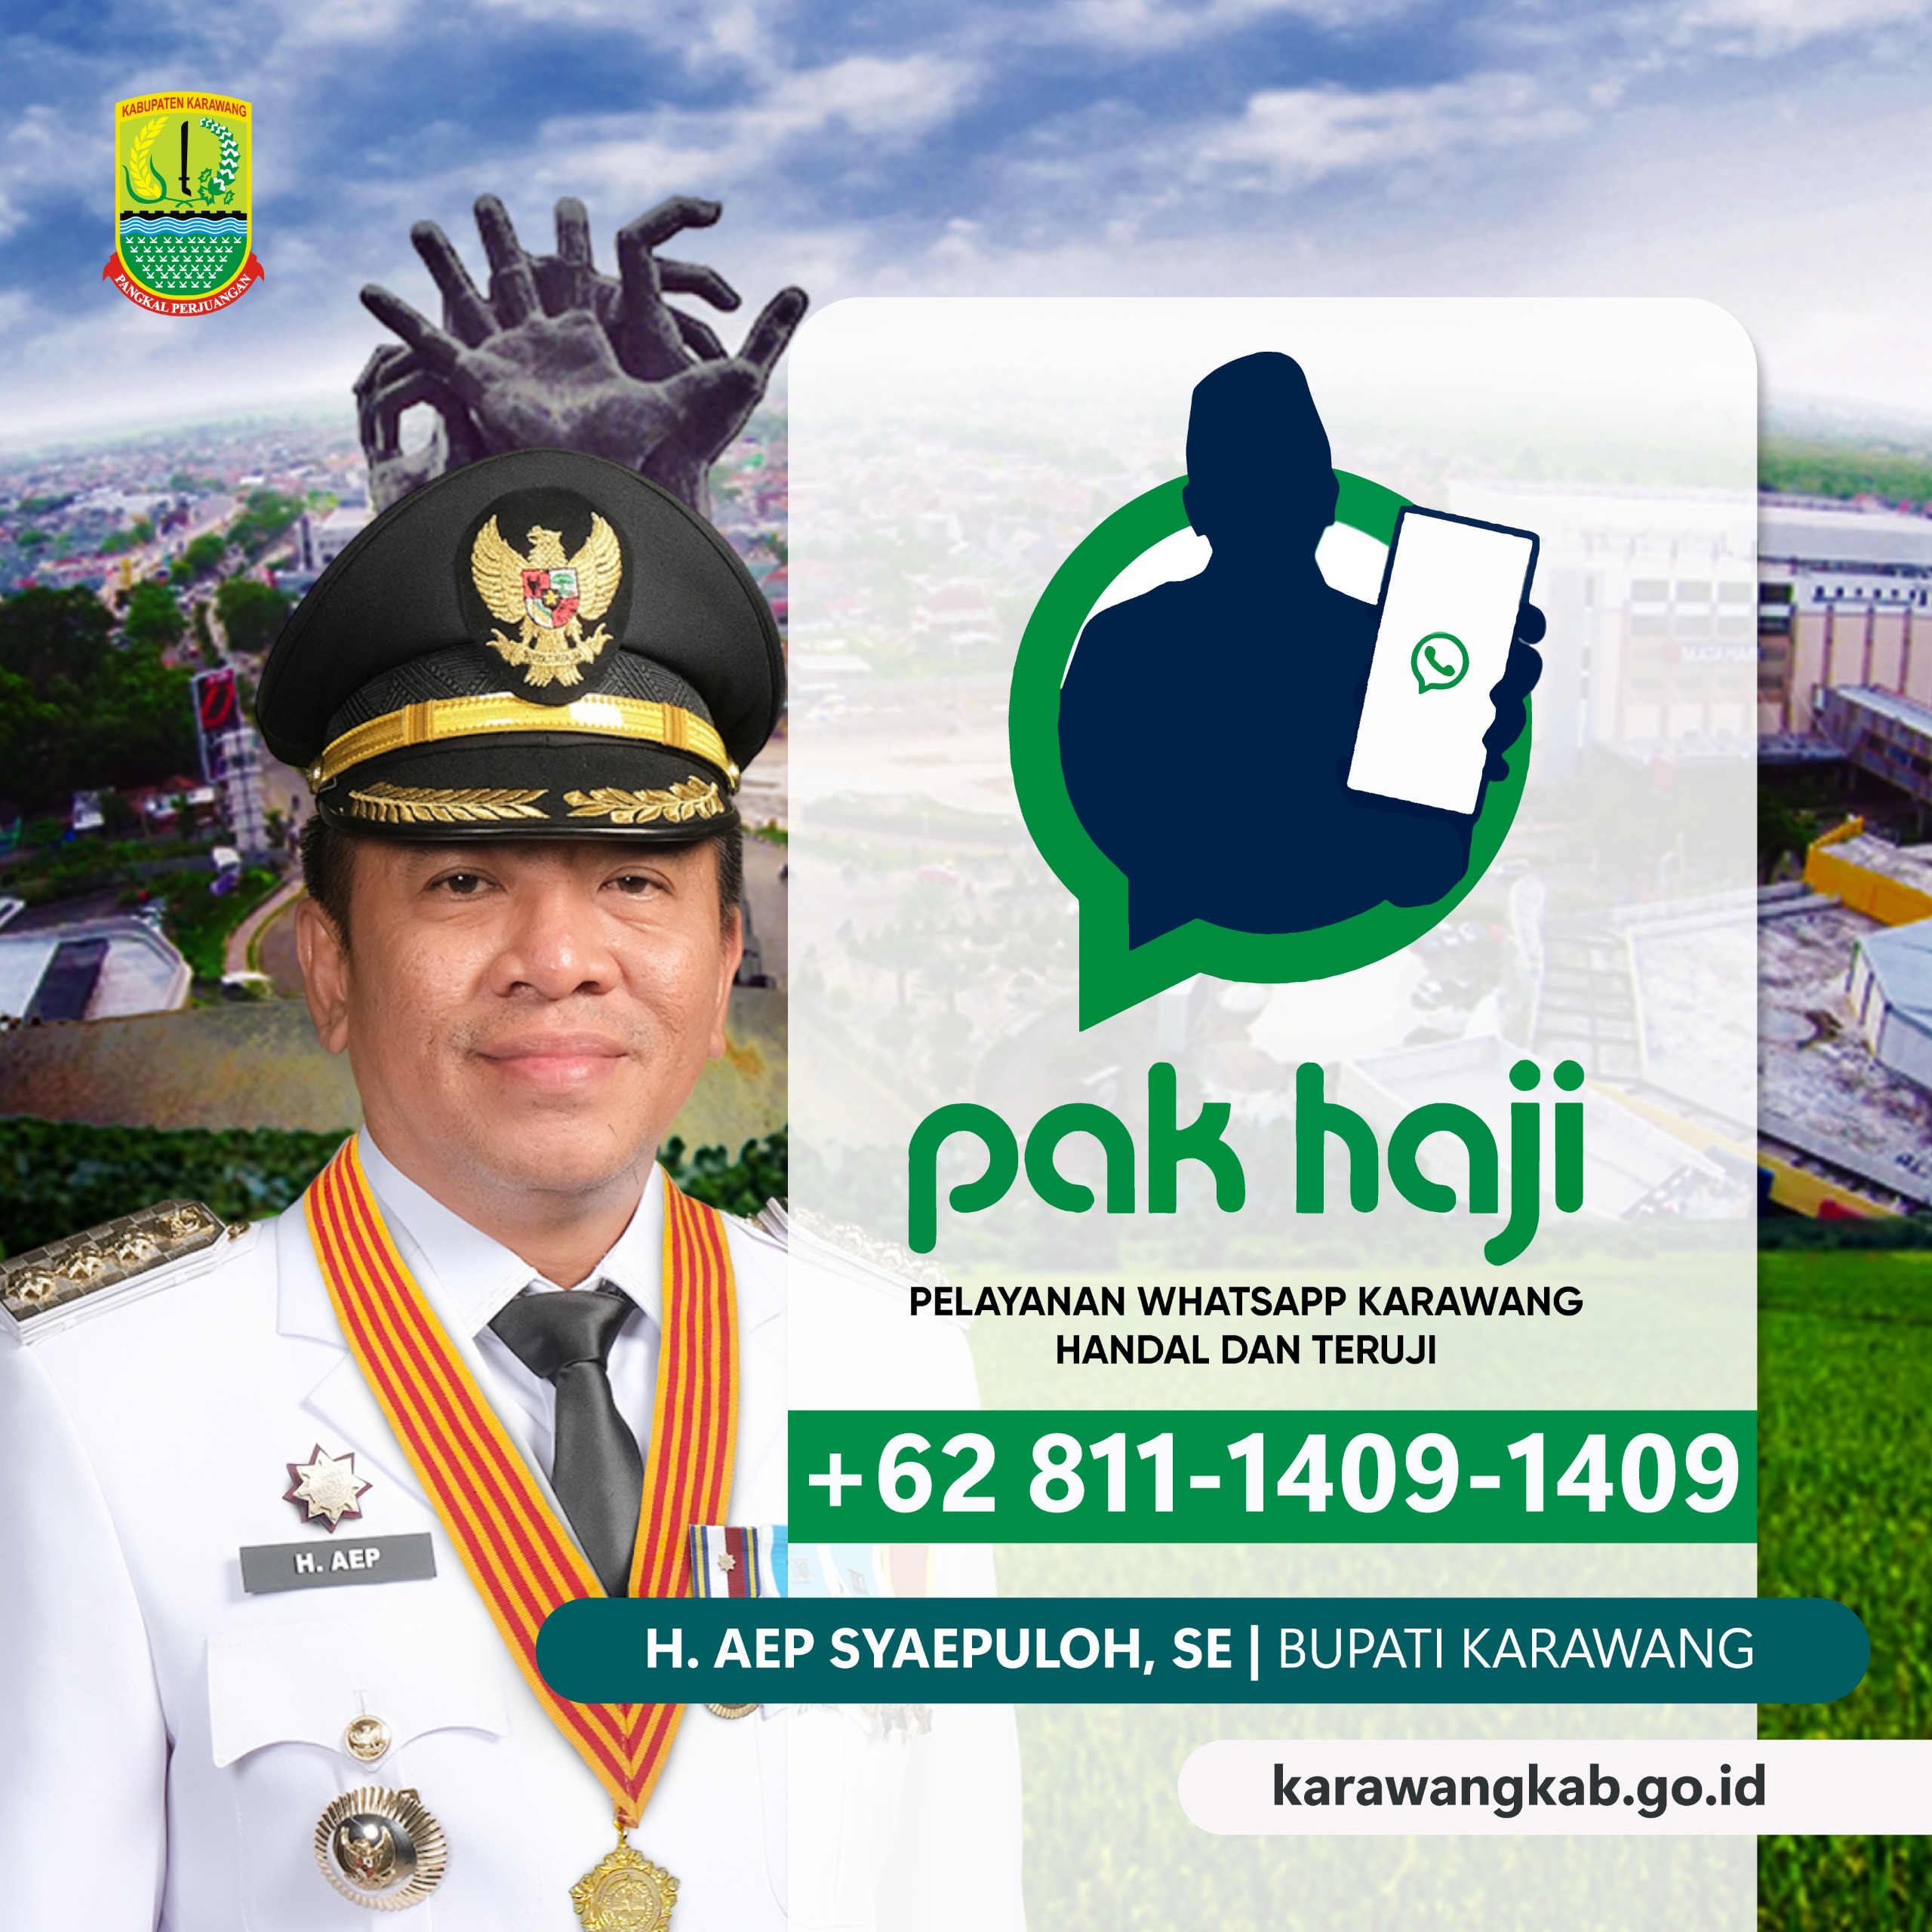 KABUPATEN KARAWANG
PANGKAL PERJUANGAN
MATAHARI
pak haji
PELAYANAN WHATSAPP KARAWANG
HANDAL DAN TERUJI
+62 811-1409-1409
H. AEP
H. AEP SYAEPULOH, SE | BUPATI KARAWANG
karawangkab.go.id